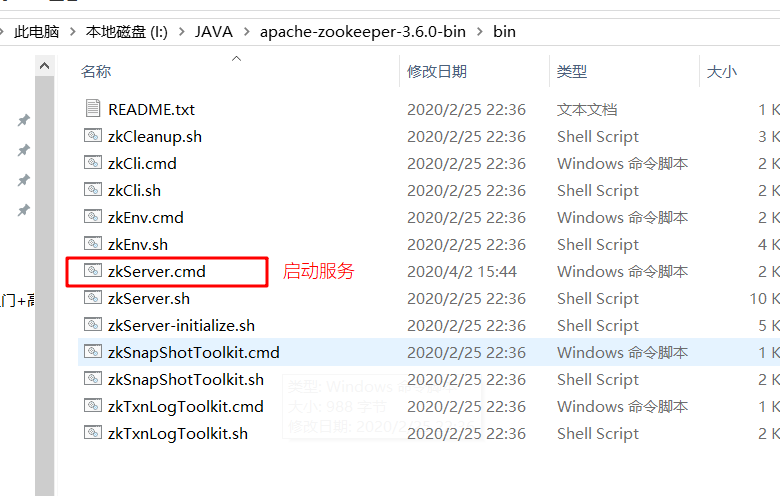 此电脑 > 本地磁盘 (I:) > JAVA > apache-zookeeper-3.6.0-bin > bin
名称 修改日期 类型 大小
README.txt 2020/2/25 22:36 文本文档 1 K
zkCleanup.sh 2020/2/25 22:36 Shell Script 3 K
zkCli.cmd 2020/2/25 22:36 Windows 命令脚本 2 K
zkCli.sh 2020/2/25 22:36 Shell Script 2 K
zkEnv.cmd 2020/2/25 22:36 Windows 命令脚本 2 K
zkEnv.sh 2020/2/25 22:36 Shell Script 4 K
zkServer.cmd 启动服务 2020/4/2 15:44 Windows 命令脚本 2 K
zkServer.sh 2020/2/25 22:36 Shell Script 10 K
门+高
zkServer-initialize.sh 2020/2/25 22:36 Shell Script 5 K
zkSnapShotToolkit.cmd 2020/2/25 22:36 Windows 命令脚本 1 K
zkSnapShotToolkit.sh 2020/2/25 22:36 Shell Script 2 K
类型: Windows 命令
zkTxnLogToolkit.cmd 2020/2/25 22:36 Windows 命令脚本 1 K
大小: 988 字节
zkTxnLogToolkit.sh 2020/2/25 22:36 Shell Script 2 K
修改日期: 2020/2/25 22:36